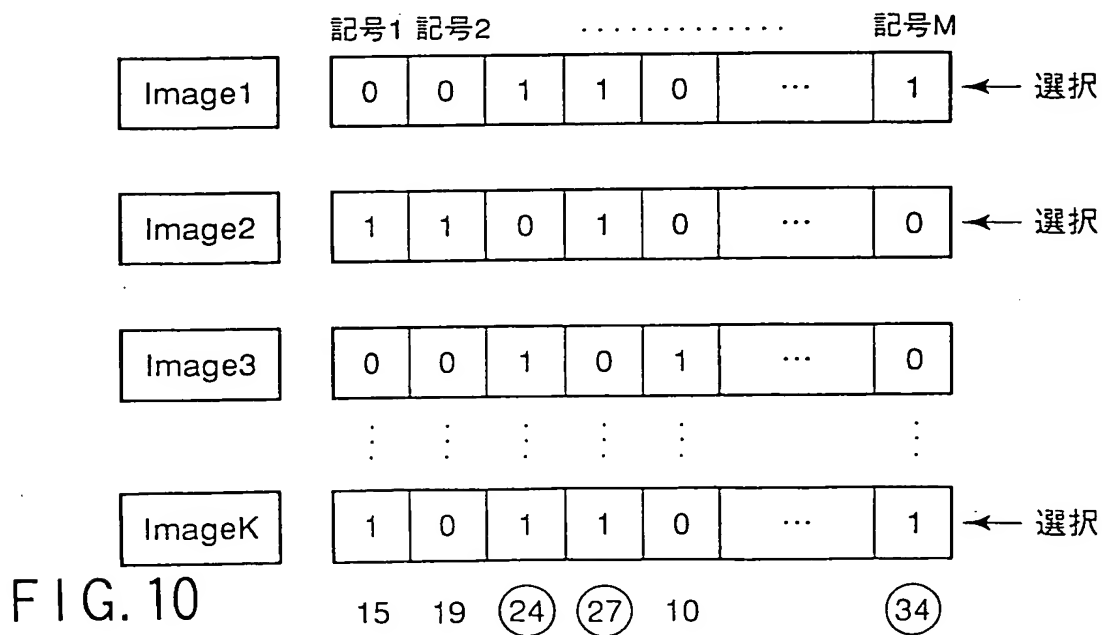 記号1 記号2 ............. 記号M
Image1 0 0 1 1 0 … 1 ← 選択
Image2 1 1 0 1 0 … 0 ← 選択
Image3 0 0 1 0 1 … 0
ImageK 1 0 1 1 0 … 1 ← 選択
FIG.10 15 19 24 27 10 34